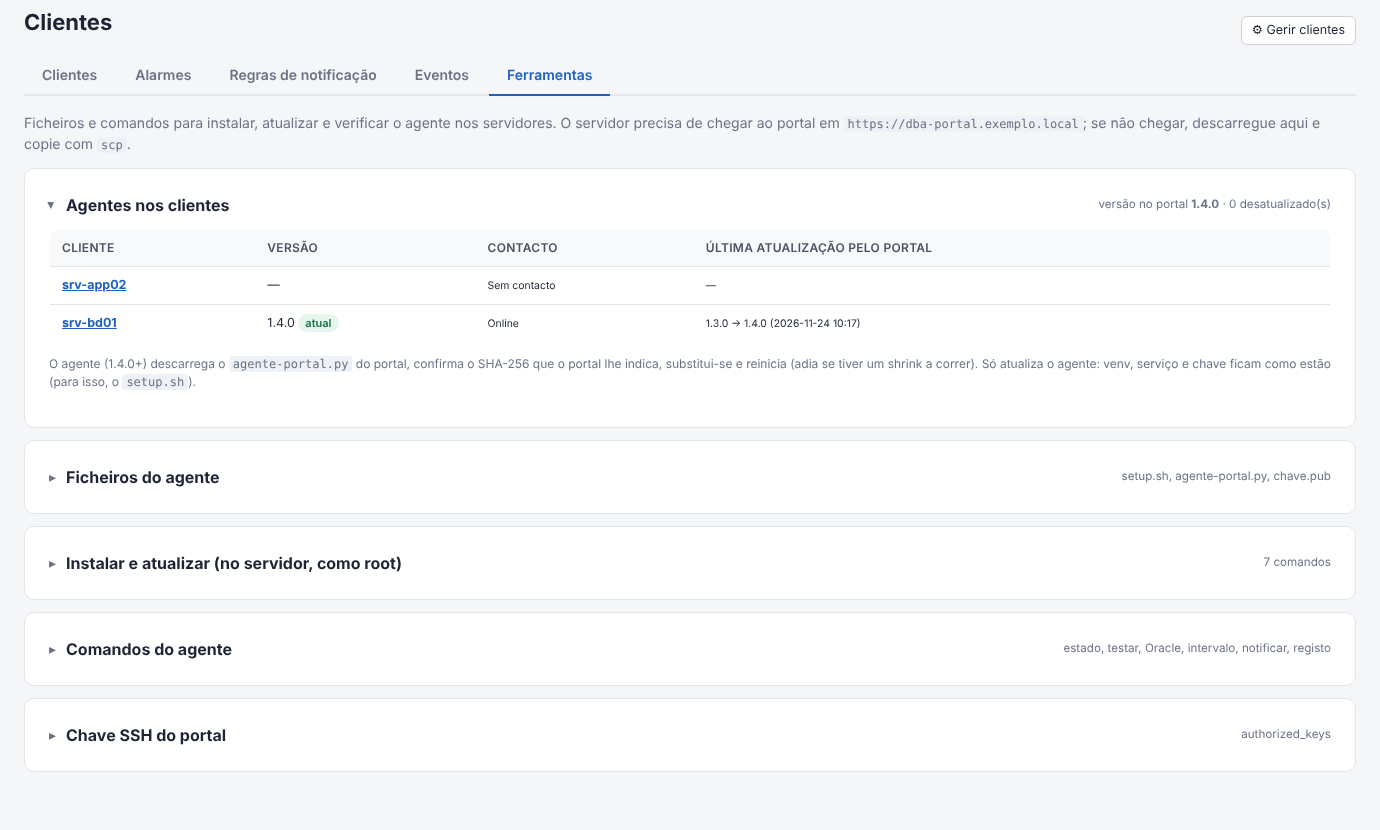 Clientes
⚙ Gerir clientes
Clientes Alarmes Regras de notificação Eventos Ferramentas
Ficheiros e comandos para instalar, atualizar e verificar o agente nos servidores. O servidor precisa de chegar ao portal em https://dba-portal.exemplo.local ; se não chegar, descarregue aqui e
copie com scp .
▾ Agentes nos clientes versão no portal 1.4.0 · 0 desatualizado(s)
CLIENTE VERSÃO CONTACTO ÚLTIMA ATUALIZAÇÃO PELO PORTAL
srv-app02 — Sem contacto —
srv-bd01 1.4.0 atual Online 1.3.0 → 1.4.0 (2026-11-24 10:17)
O agente (1.4.0+) descarrega o agente-portal.py do portal, confirma o SHA-256 que o portal lhe indica, substitui-se e reinicia (adia se tiver um shrink a correr). Só atualiza o agente: venv, serviço e chave ficam como estão
(para isso, o setup.sh ).
▸ Ficheiros do agente setup.sh, agente-portal.py, chave.pub
▸ Instalar e atualizar (no servidor, como root) 7 comandos
▸ Comandos do agente estado, testar, Oracle, intervalo, notificar, registo
▸ Chave SSH do portal authorized_keys